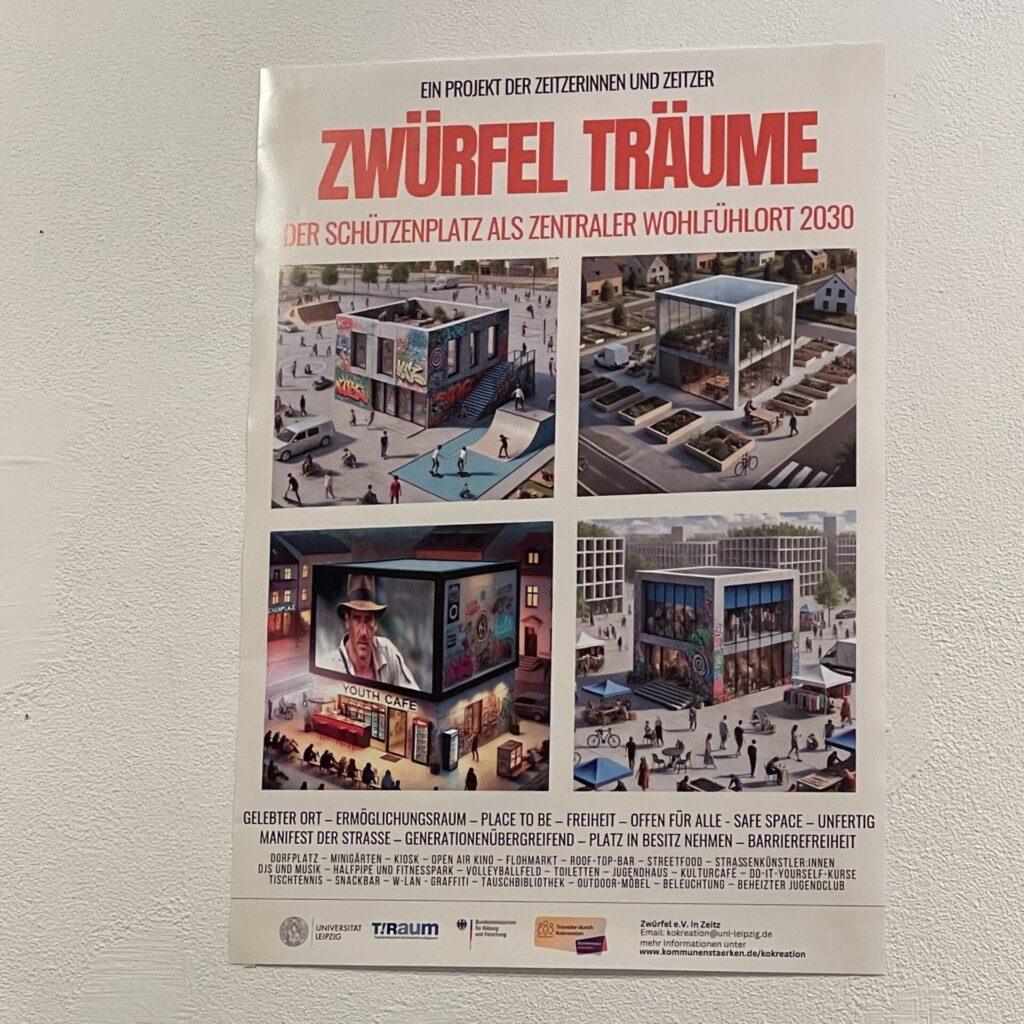 EIN PROJEKT DER ZEITZERINNEN UND ZEITZER
ZWÜRFEL TRÄUME
DER SCHÜTZENPLATZ ALS ZENTRALER WOHLFÜHLORT 2030
YOUTH CAFE
GELEBTER ORT – ERMÖGLICHUNGSRAUM – PLACE TO BE – FREIHEIT – OFFEN FÜR ALLE - SAFE SPACE – UNFERTIG
MANIFEST DER STRASSE – GENERATIONENÜBERGREIFEND – PLATZ IN BESITZ NEHMEN – BARRIEREFREIHEIT
DORFPLATZ – MINIGÄRTEN – KIOSK – OPEN AIR KINO – FLOHMARKT – ROOF-TOP-BAR – STREETFOOD – STRASSENKÜNSTLER:INNEN
DJS UND MUSIK – HALFPIPE UND FITNESSPARK – VOLLEYBALLFELD – TOILETTEN – JUGENDHAUS – KULTURCAFÉ – DO-IT-YOURSELF-KURSE
TISCHTENNIS – SNACKBAR – W-LAN – GRAFFITI – TAUSCHBIBLIOTHEK – OUTDOOR-MÖBEL – BELEUCHTUNG – BEHEIZTER JUGENDCLUB
UNIVERSITÄT
LEIPZIG
T!Raum
Bundesministerium
für Bildung
und Forschung
Transfer durch
Kokreation
Kommunen
Zwürfel e.V. in Zeitz
Email: kokreation@uni-leipzig.de
mehr Informationen unter
www.kommunenstaerken.de/kokreation